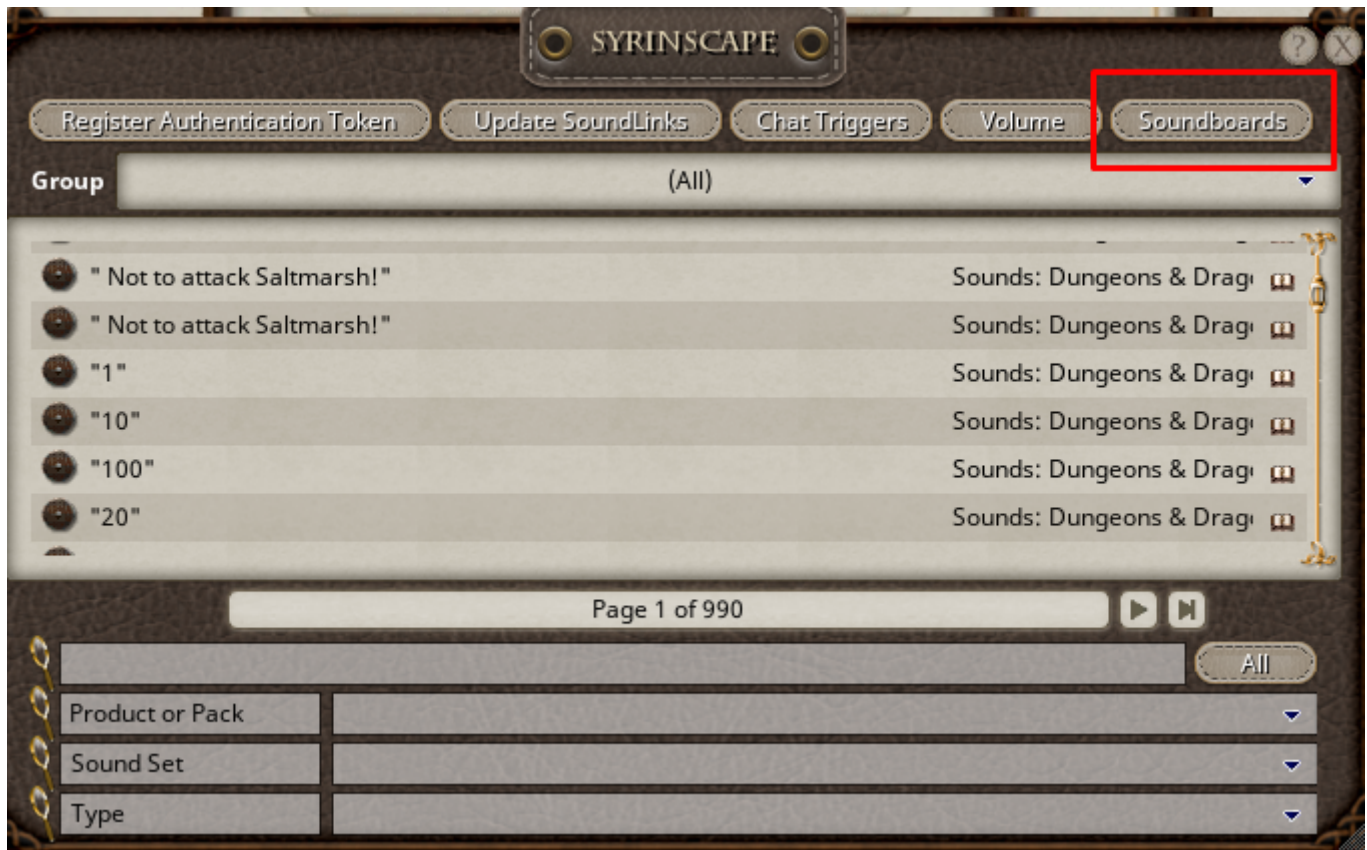 SYRINSCAPE
? X
Register Authentication Token Update SoundLinks Chat Triggers Volume Soundboards
Group (All)
" Not to attack Saltmarsh!" Sounds: Dungeons & Drag
" Not to attack Saltmarsh!" Sounds: Dungeons & Drag
"1" Sounds: Dungeons & Drag
"10" Sounds: Dungeons & Drag
"100" Sounds: Dungeons & Drag
"20" Sounds: Dungeons & Drag
Page 1 of 990
All
Product or Pack
Sound Set
Type